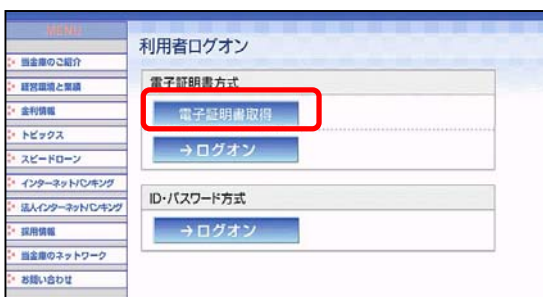 MENU
当金庫のご紹介
経営環境と業績
金利情報
トピックス
スピードローン
インターネットバンキング
法人インターネットバンキング
採用情報
当金庫のネットワーク
お問い合わせ
利用者ログオン
電子証明書方式
電子証明書取得
→ログオン
ID・パスワード方式
→ログオン